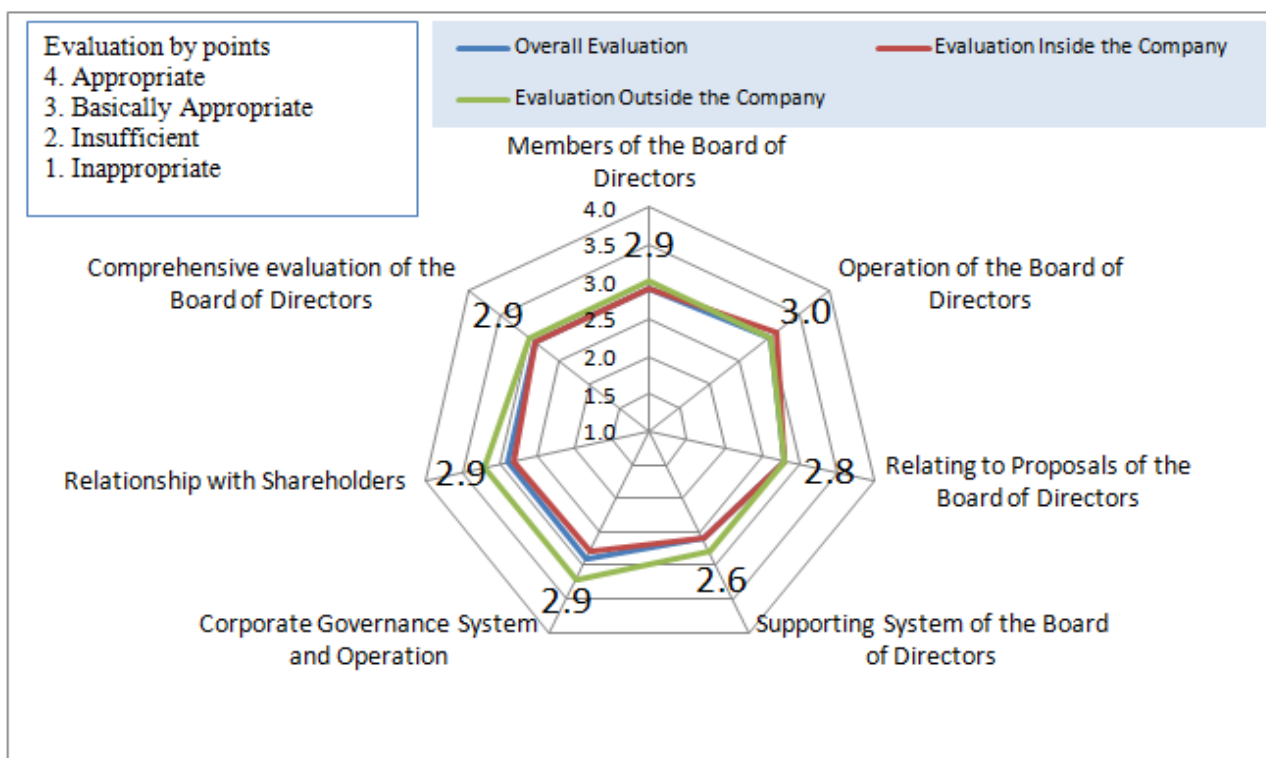 Evaluation by points
4. Appropriate
3. Basically Appropriate
2. Insufficient
1. Inappropriate
Overall Evaluation
Evaluation Inside the Company
Evaluation Outside the Company
Members of the Board of
Directors
4.0
3.5
3.0
2.5
2.0
1.5
1.0
2.9
Operation of the Board of
Directors
3.0
Relating to Proposals of the
Board of Directors
2.8
Supporting System of the Board
of Directors
2.6
Corporate Governance System
and Operation
2.9
Relationship with Shareholders
2.9
Comprehensive evaluation of the
Board of Directors
2.9